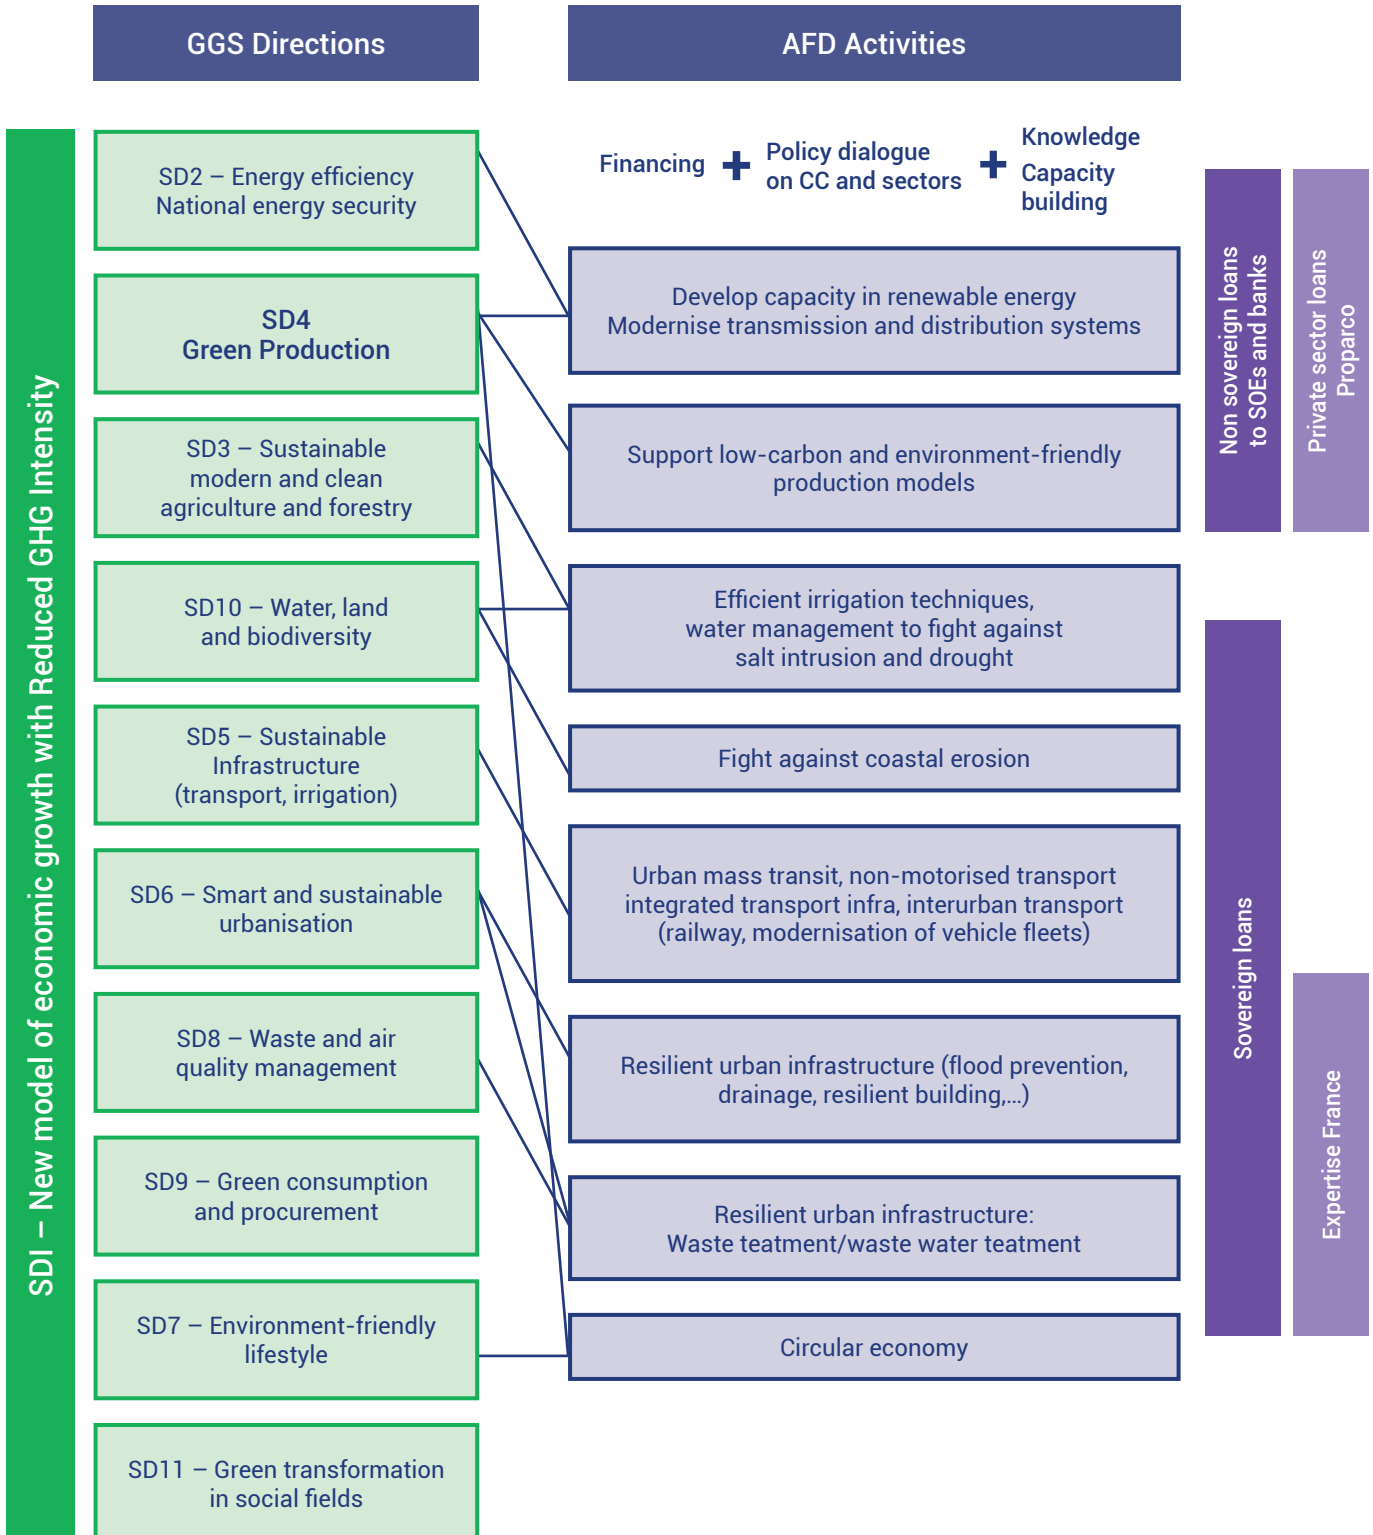 GGS Directions
AFD Activities
SDI – New model of economic growth with Reduced GHG Intensity
SD2 – Energy efficiency
National energy security
SD4
Green Production
SD3 – Sustainable
modern and clean
agriculture and forestry
SD10 – Water, land
and biodiversity
SD5 – Sustainable
Infrastructure
(transport, irrigation)
SD6 – Smart and sustainable
urbanisation
SD8 – Waste and air
quality management
SD9 – Green consumption
and procurement
SD7 – Environment-friendly
lifestyle
SD11 – Green transformation
in social fields
Financing
+
Policy dialogue
on CC and sectors
+
Knowledge
Capacity
building
Develop capacity in renewable energy
Modernise transmission and distribution systems
Support low-carbon and environment-friendly
production models
Efficient irrigation techniques,
water management to fight against
salt intrusion and drought
Fight against coastal erosion
Urban mass transit, non-motorised transport
integrated transport infra, interurban transport
(railway, modernisation of vehicle fleets)
Resilient urban infrastructure (flood prevention,
drainage, resilient building,...)
Resilient urban infrastructure:
Waste teatment/waste water teatment
Circular economy
Non sovereign loans
to SOEs and banks
Private sector loans
Proparco
Sovereign loans
Expertise France